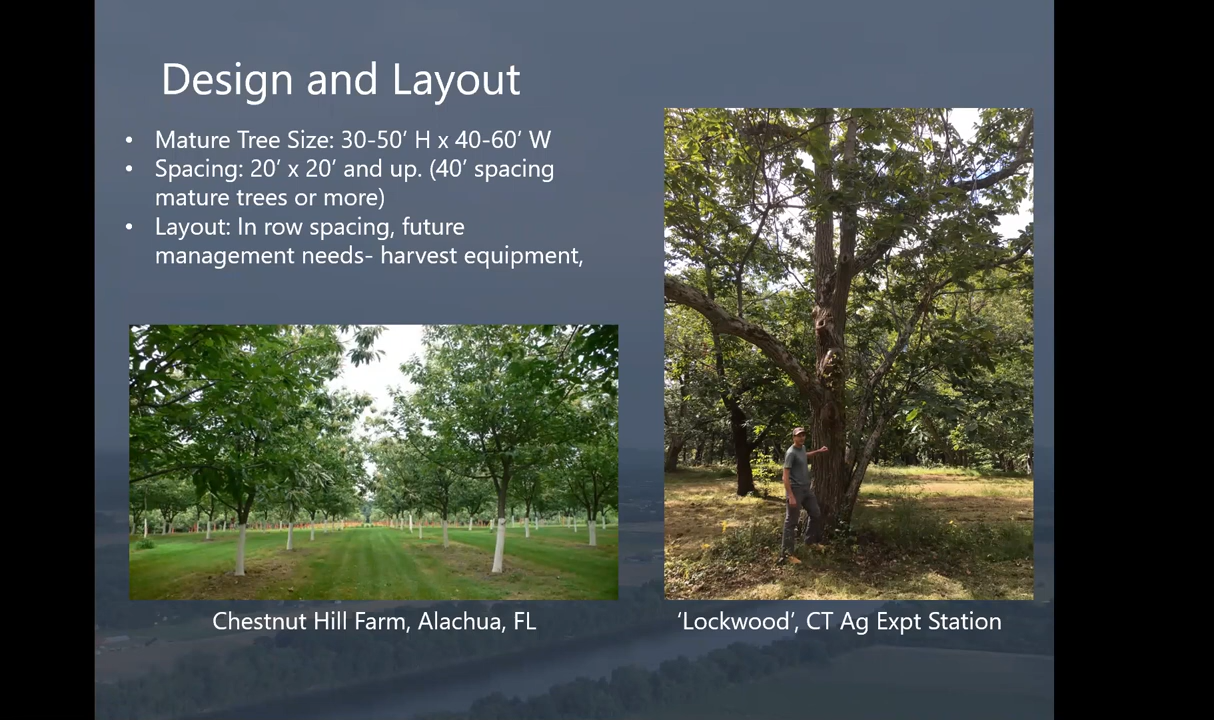 Design and Layout
• Mature Tree Size: 30-50’ H x 40-60’ W
• Spacing: 20’ x 20’ and up. (40’ spacing
mature trees or more)
• Layout: In row spacing, future
management needs- harvest equipment,
Chestnut Hill Farm, Alachua, FL
‘Lockwood’, CT Ag Expt Station